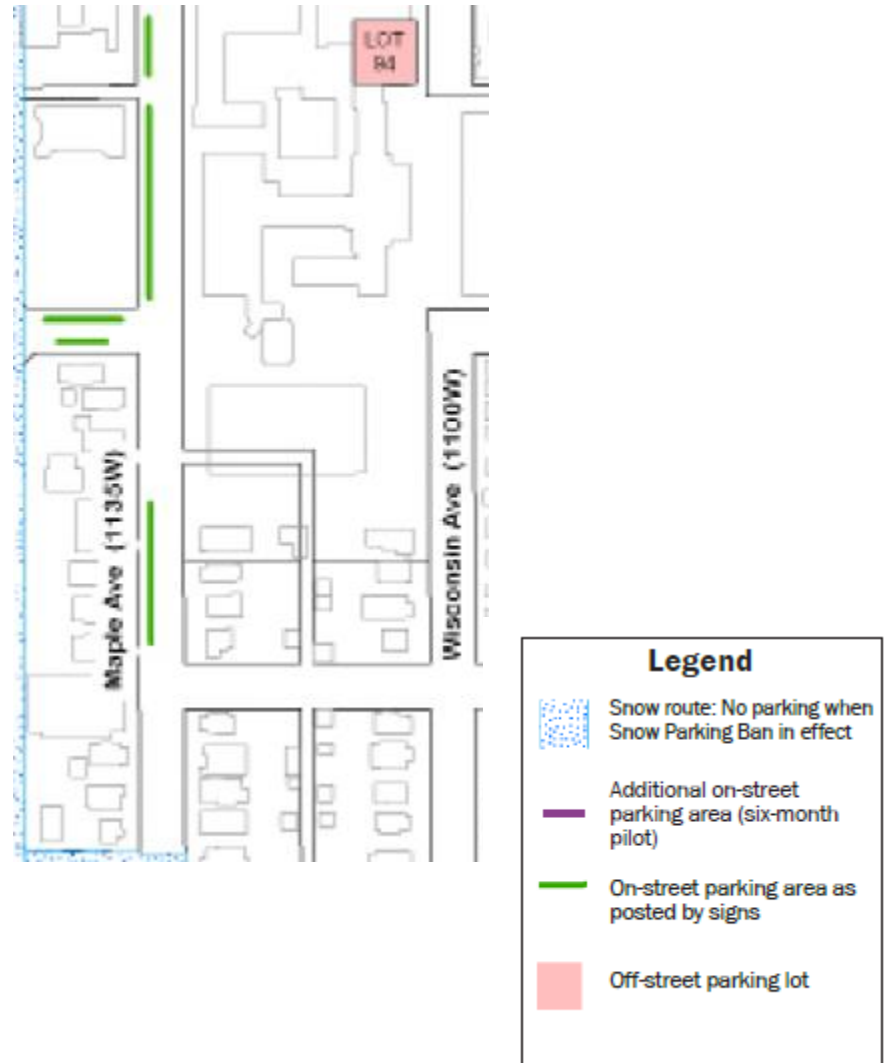 LOT
94
Maple Ave (1135W)
Wisconsin Ave (1100W)
Legend
Snow route: No parking when
Snow Parking Ban in effect
Additional on-street
parking area (six-month
pilot)
On-street parking area as
posted by signs
Off-street parking lot